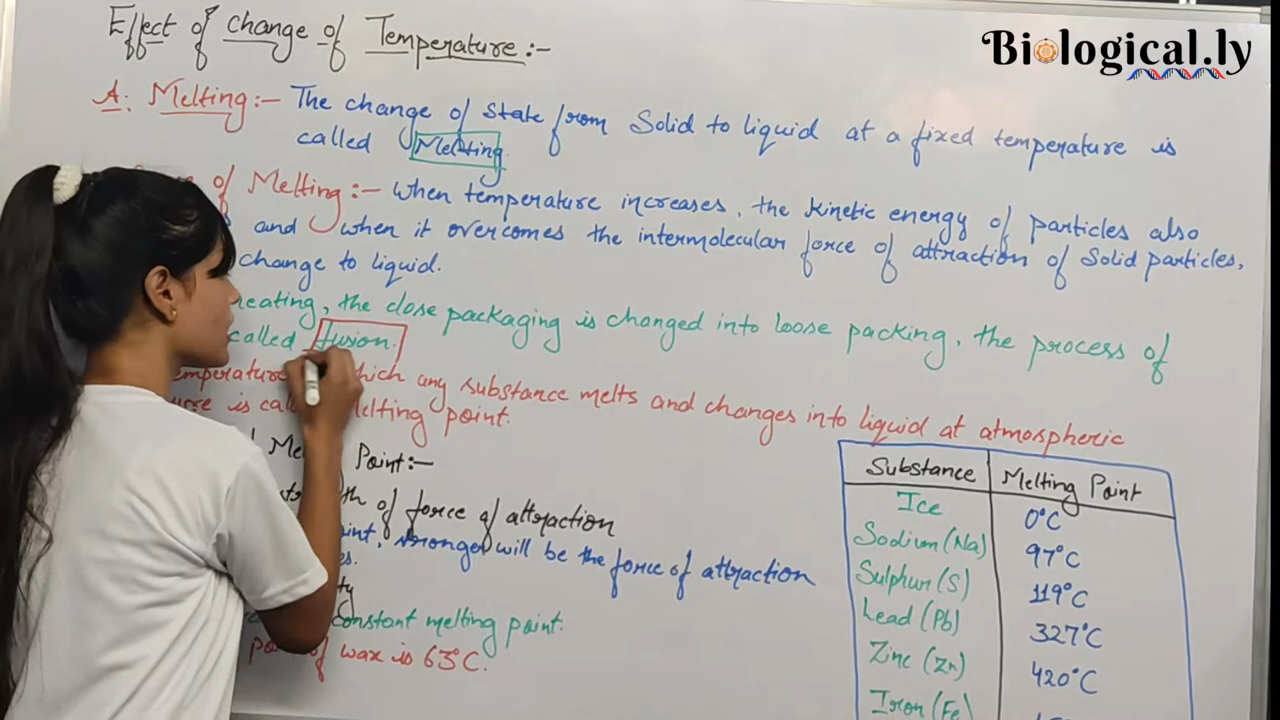 Effect of change of Temperature :-
Biological.ly
A. Melting :- The change of state from Solid to liquid at a fixed temperature is
called Melting.
of Melting :- When temperature increases, the kinetic energy of particles also
and when it overcomes the intermolecular force of attraction of Solid particles,
change to liquid.
heating, the close packaging is changed into loose packing, the process of
called fusion.
which any substance melts and changes into liquid at atmospheric
is melting point.
Point :-
of force of attraction
stronger will be the force of attraction
constant melting point.
of wax is 63°C.
Substance Melting Point
Ice 0°C
Sodium (Na) 97°C
Sulphur (S) 119°C
Lead (Pb) 327°C
Zinc (Zn) 420°C
Iron (Fe)